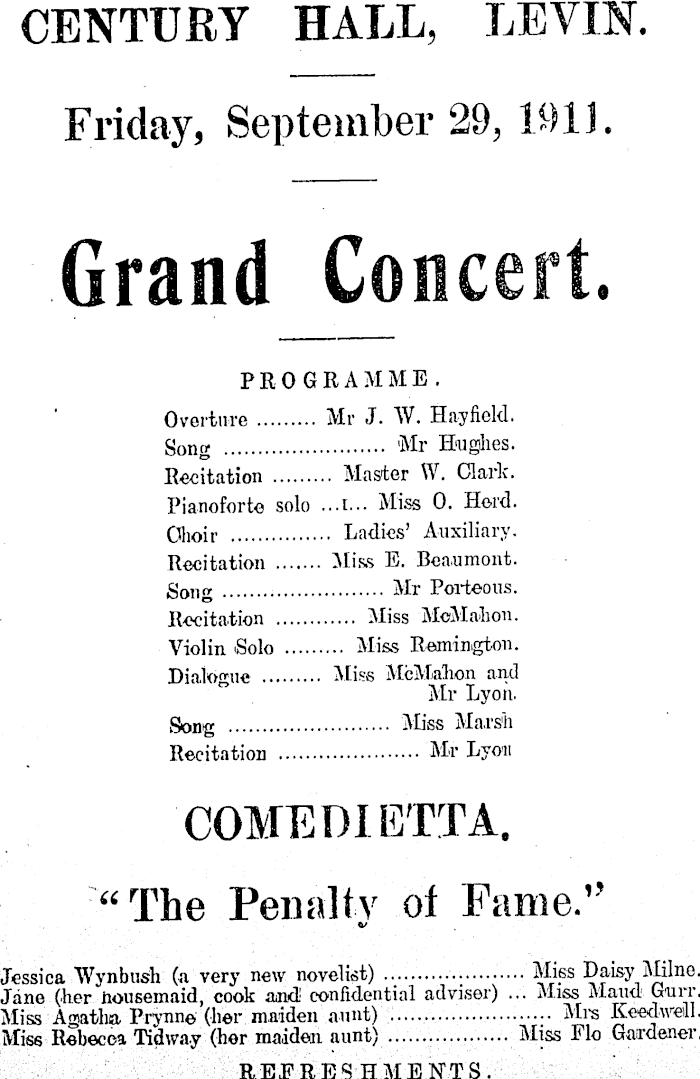 CENTURY HALL, LEVIN.
Friday, September 29, 1911.
Grand Concert.
PROGRAMME.
Overture ......... Mr J. W. Hayfield.
Song ........................ Mr Hughes.
Recitation ......... Master W. Clark.
Pianoforte solo ...... Miss O. Herd.
Choir ............... Ladies' Auxiliary.
Recitation ....... Miss E. Beaumont.
Song ........................ Mr Porteous.
Recitation ............ Miss McMahon.
Violin Solo ......... Miss Remington.
Dialogue ......... Miss McMahon and
Mr Lyon.
Song ........................ Miss Marsh
Recitation ..................... Mr Lyon
COMEDIETTA.
"The Penalty of Fame."
Jessica Wynbush (a very new novelist) ..................... Miss Daisy Milne.
Jane (her housemaid, cook and confidential adviser) ... Miss Maud Gurr.
Miss Agatha Prynne (her maiden aunt) ........................ Mrs Keedwell.
Miss Rebecca Tidway (her maiden aunt) .................. Miss Flo Gardener.
REFRESHMENTS.